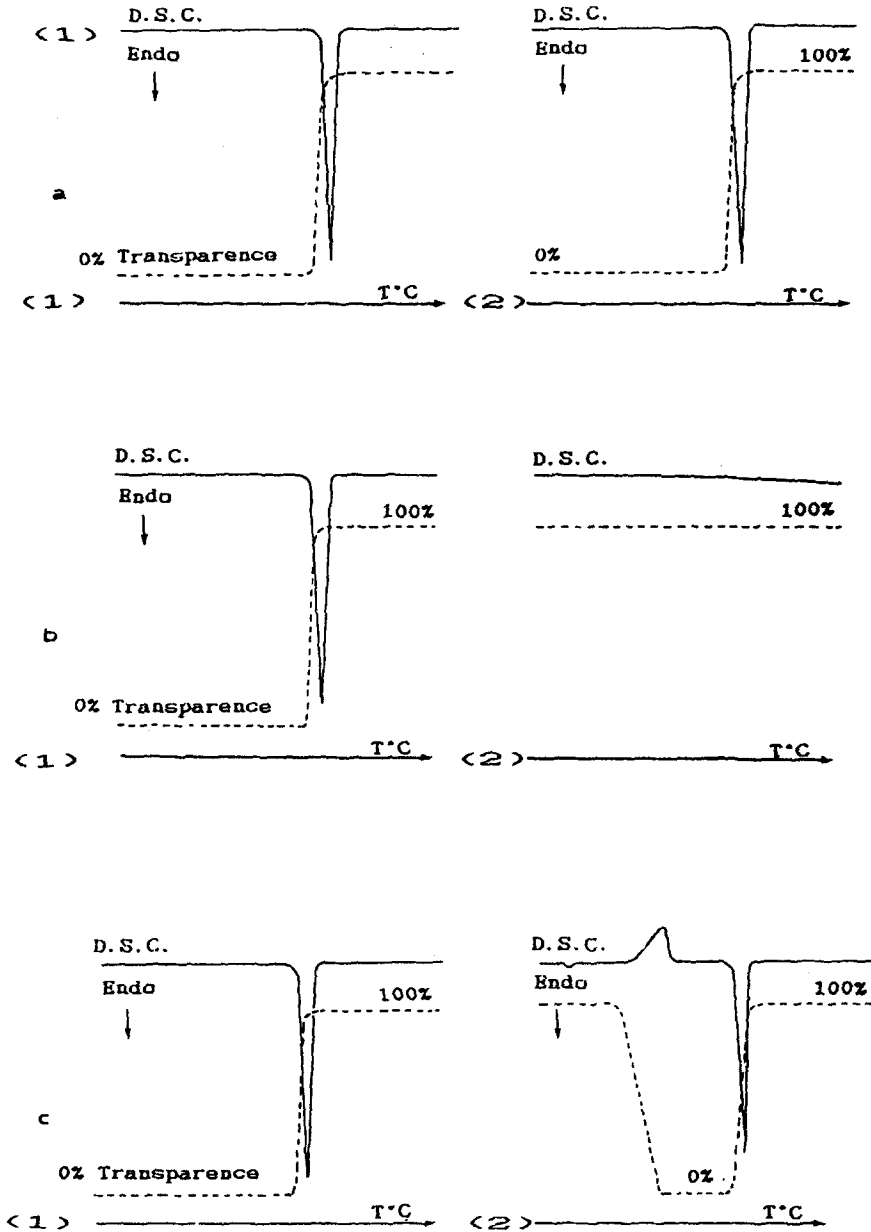 D.S.C. D.S.C.
<1>
Endo Endo 100%
a
0% Transparence 0%
<1> T°C <2> T°C
D.S.C. D.S.C.
Endo 100% 100%
b
0% Transparence
<1> T°C <2> T°C
D.S.C. D.S.C.
Endo 100% Endo 100%
c
0% Transparence 0%
<1> T°C <2> T°C